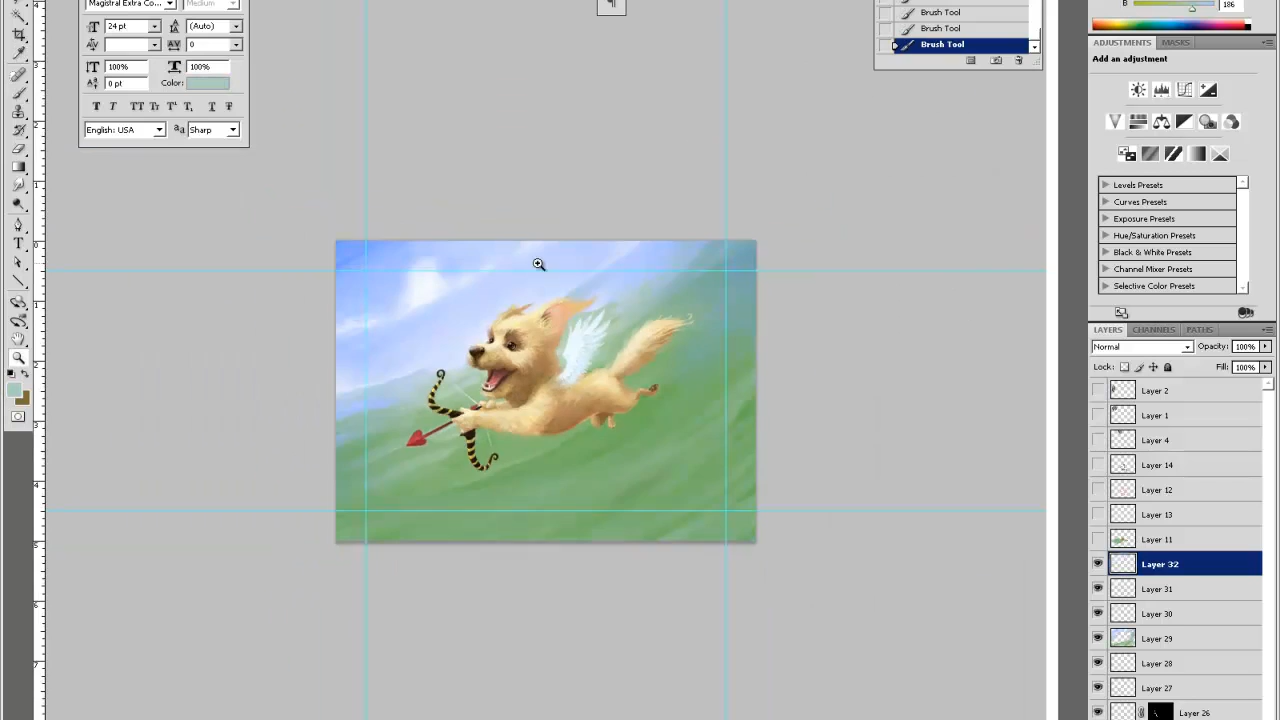 Magistral Extra Co...
Medium
24 pt
(Auto)
0
100%
100%
0 pt
Color:
English: USA
Sharp
Brush Tool
Brush Tool
Brush Tool
B
186
ADJUSTMENTS
MASKS
Add an adjustment
Levels Presets
Curves Presets
Exposure Presets
Hue/Saturation Presets
Black & White Presets
Channel Mixer Presets
Selective Color Presets
LAYERS
CHANNELS
PATHS
Normal
Opacity: 100%
Lock:
Fill: 100%
Layer 2
Layer 1
Layer 4
Layer 14
Layer 12
Layer 13
Layer 11
Layer 32
Layer 31
Layer 30
Layer 29
Layer 28
Layer 27
Layer 26